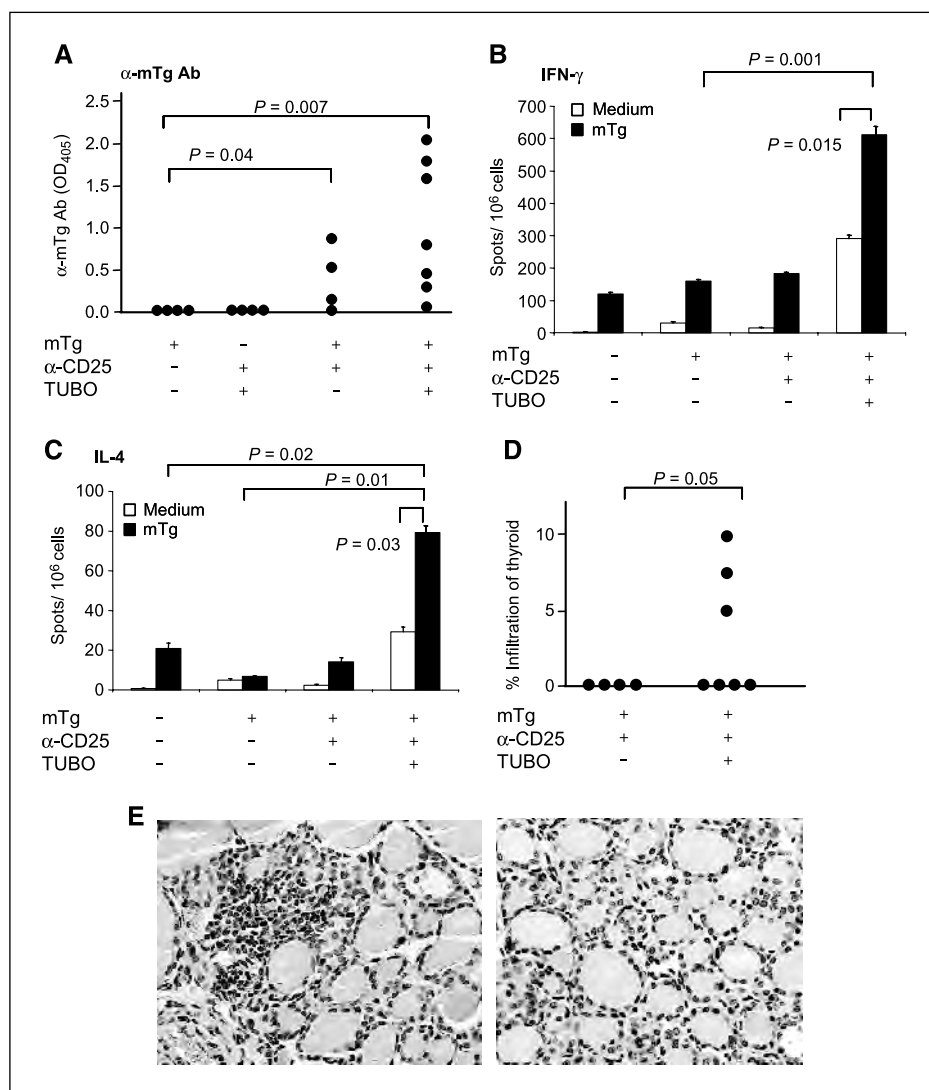 A
α-mTg Ab
P = 0.007
P = 0.04
α-mTg Ab (OD405)
2.5
2.0
1.5
1.0
0.5
0.0
mTg + - + +
α-CD25 - + + +
TUBO - + - +
B
IFN-γ
P = 0.001
Medium
mTg
P = 0.015
Spots/ 10⁶ cells
700
600
500
400
300
200
100
0
mTg - + + +
α-CD25 - - + +
TUBO - - - +
C
IL-4
P = 0.02
P = 0.01
Medium
mTg
P = 0.03
Spots/ 10⁶ cells
100
80
60
40
20
0
mTg - + + +
α-CD25 - - + +
TUBO - - - +
D
P = 0.05
% Infiltration of thyroid
10
5
0
mTg + +
α-CD25 + +
TUBO - +
E